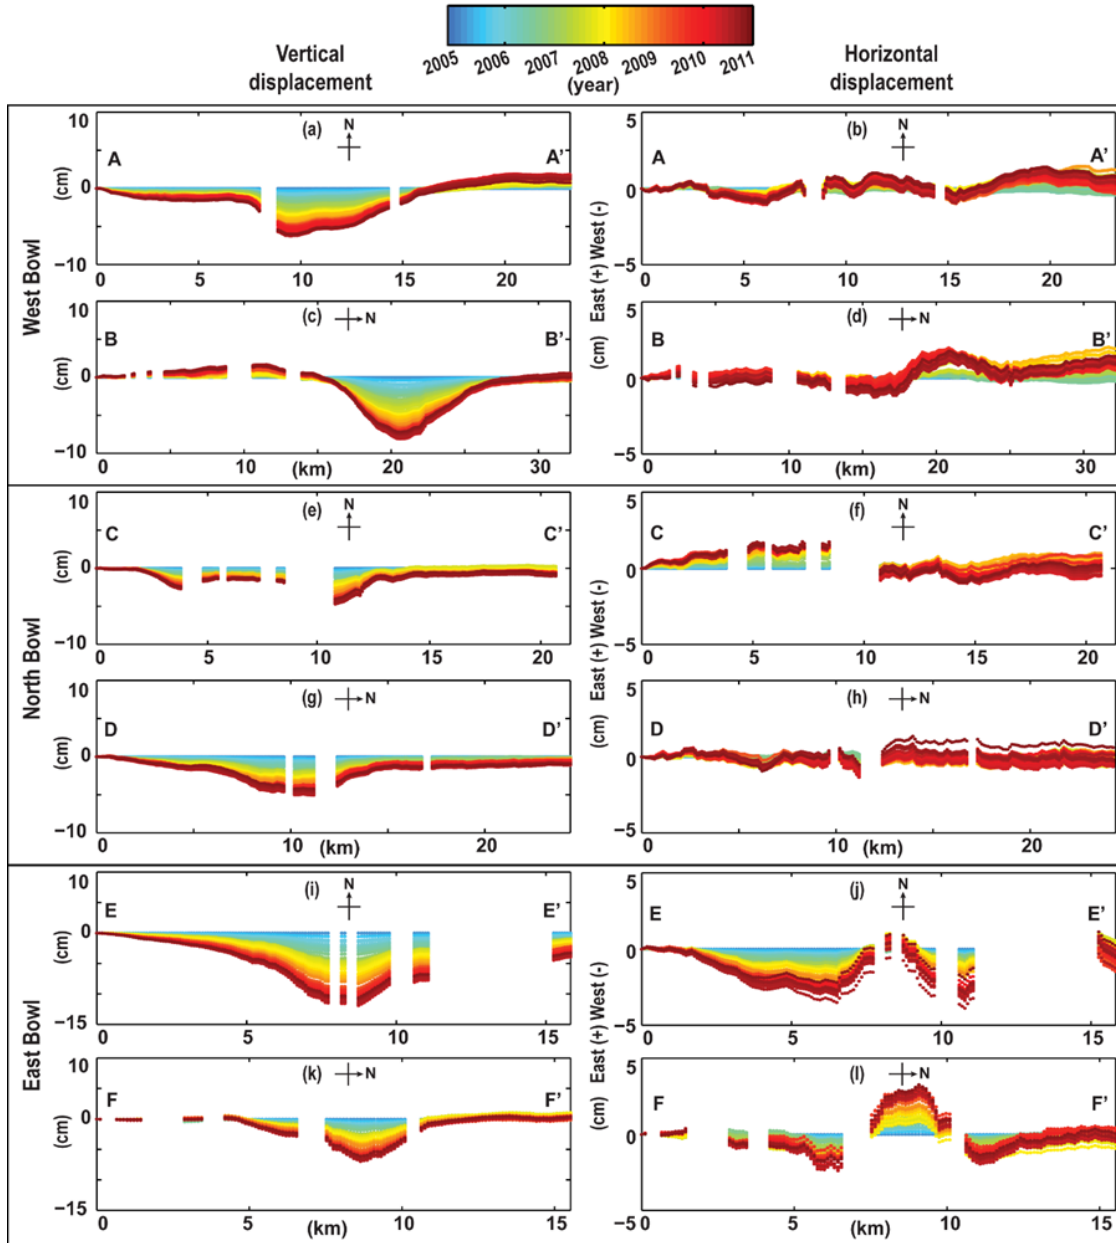 Vertical
displacement
2005 2006 2007 2008 2009 2010 2011
(year)
Horizontal
displacement
West Bowl
(a) N
A A'
10
0
−10
(cm)
0 5 10 15 20
(b) N
A A'
5
0
−5
(cm) East (+) West (-)
0 5 10 15 20
(c) N
B B'
10
0
−10
(cm)
0 10 (km) 20 30
(d) N
B B'
5
0
−5
0 (km) 10 20 30
North Bowl
(e) N
C C'
10
0
−10
(cm)
0 5 10 15 20
(f) N
C C'
5
0
−5
(cm) East (+) West (-)
0 5 10 15 20
(g) N
D D'
10
0
−10
(cm)
0 10 (km) 20
(h) N
D D'
5
0
−5
0 (km) 10 20
East Bowl
(i) N
E E'
10
0
−15
(cm)
5 10 15
(j) N
E E'
5
0
−5
(cm) East (+) West (-)
0 5 10 15
(k) N
F F'
10
0
−15
(cm)
0 5 (km) 10 15
(l) N
F F'
5
0
−5
0 5 (km) 10 15